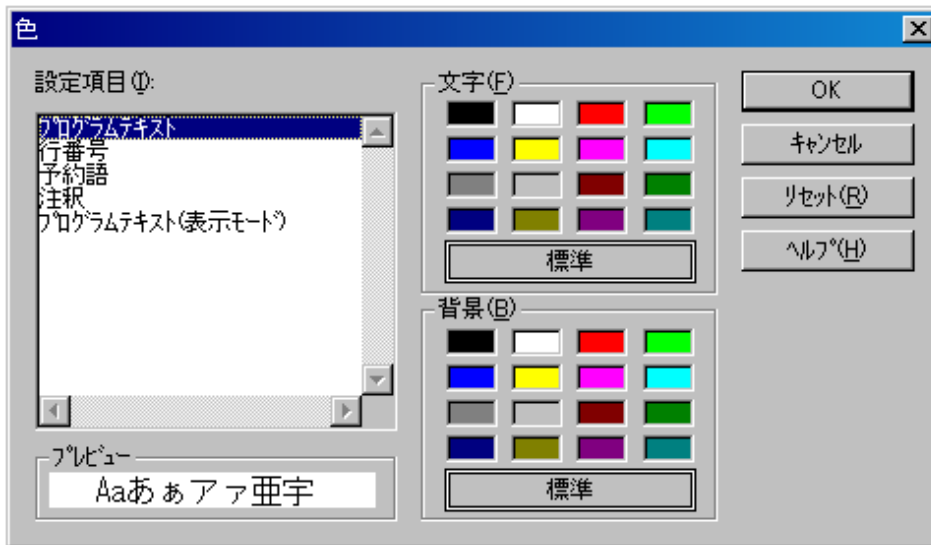 色
設定項目(I):
ﾌﾟﾛｸﾞﾗﾑﾃｷｽﾄ
行番号
予約語
注釈
ﾌﾟﾛｸﾞﾗﾑﾃｷｽﾄ(表示ﾓｰﾄﾞ)
ﾌﾟﾚﾋﾞｭｰ
Aaあぁアァ亜宇
文字(F)
標準
背景(B)
標準
OK
ｷｬﾝｾﾙ
ﾘｾｯﾄ(R)
ﾍﾙﾌﾟ(H)